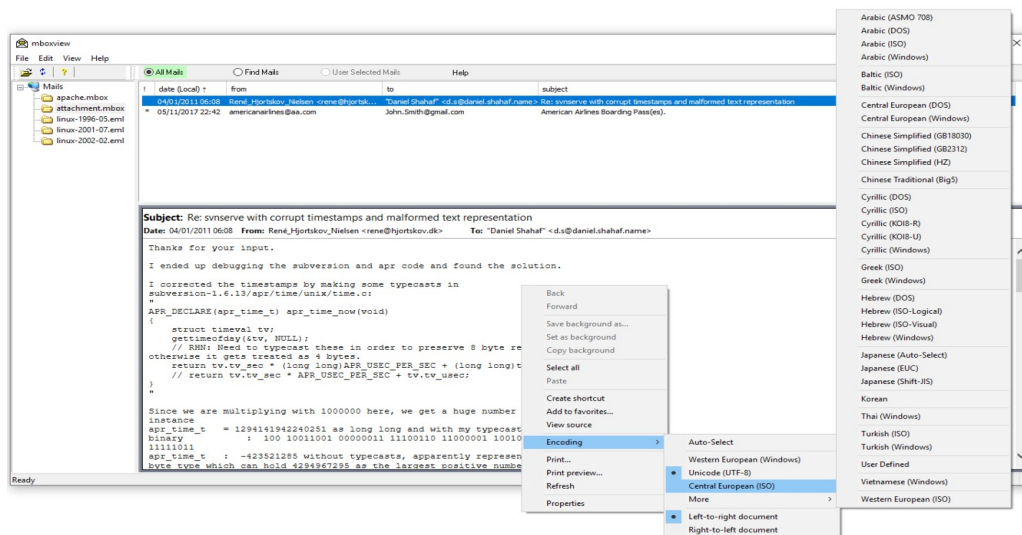 mboxview
File Edit View Help
All Mails Find Mails User Selected Mails Help
Mails
apache.mbox
attachment.mbox
linux-1996-05.eml
linux-2001-07.eml
linux-2002-02.eml
! date (Local) ↑ from to subject
04/01/2011 06:08 René_Hjortskov_Nielsen <rene@hjortsk... "Daniel Shahaf" <d.s@daniel.shahaf.name> Re: svnserve with corrupt timestamps and malformed text representation
* 05/11/2017 22:42 americanairlines@aa.com John.Smith@gmail.com American Airlines Boarding Pass(es).
Subject: Re: svnserve with corrupt timestamps and malformed text representation
Date: 04/01/2011 06:08 From: René_Hjortskov_Nielsen <rene@hjortskov.dk> To: "Daniel Shahaf" <d.s@daniel.shahaf.name>
Thanks for your input.
I ended up debugging the subversion and apr code and found the solution.
I corrected the timestamps by making some typecasts in
subversion-1.6.13/apr/time/unix/time.c:
"
APR_DECLARE(apr_time_t) apr_time_now(void)
{
struct timeval tv;
gettimeofday(&tv, NULL);
// RHN: Need to typecast these in order to preserve 8 byte re
otherwise it gets treated as 4 bytes.
return tv.tv_sec * (long long)APR_USEC_PER_SEC + (long long)t
// return tv.tv_sec * APR_USEC_PER_SEC + tv.tv_usec;
}
"
Since we are multiplying with 1000000 here, we get a huge number
instance
apr_time_t = 1294141942240251 as long long and with my typecast
binary : 100 10011001 00000011 11100110 11000001 10010
11111011
apr_time_t : -423521285 without typecasts, apparently represen
byte type which can hold 4294967295 as the largest positive numbe
Ready
Back
Forward
Save background as...
Set as background
Copy background
Select all
Paste
Create shortcut
Add to favorites...
View source
Encoding
Print...
Print preview...
Refresh
Properties
Auto-Select
Western European (Windows)
Unicode (UTF-8)
Central European (ISO)
More
Left-to-right document
Right-to-left document
Arabic (ASMO 708)
Arabic (DOS)
Arabic (ISO)
Arabic (Windows)
Baltic (ISO)
Baltic (Windows)
Central European (DOS)
Central European (Windows)
Chinese Simplified (GB18030)
Chinese Simplified (GB2312)
Chinese Simplified (HZ)
Chinese Traditional (Big5)
Cyrillic (DOS)
Cyrillic (ISO)
Cyrillic (KOI8-R)
Cyrillic (KOI8-U)
Cyrillic (Windows)
Greek (ISO)
Greek (Windows)
Hebrew (DOS)
Hebrew (ISO-Logical)
Hebrew (ISO-Visual)
Hebrew (Windows)
Japanese (Auto-Select)
Japanese (EUC)
Japanese (Shift-JIS)
Korean
Thai (Windows)
Turkish (ISO)
Turkish (Windows)
User Defined
Vietnamese (Windows)
Western European (ISO)